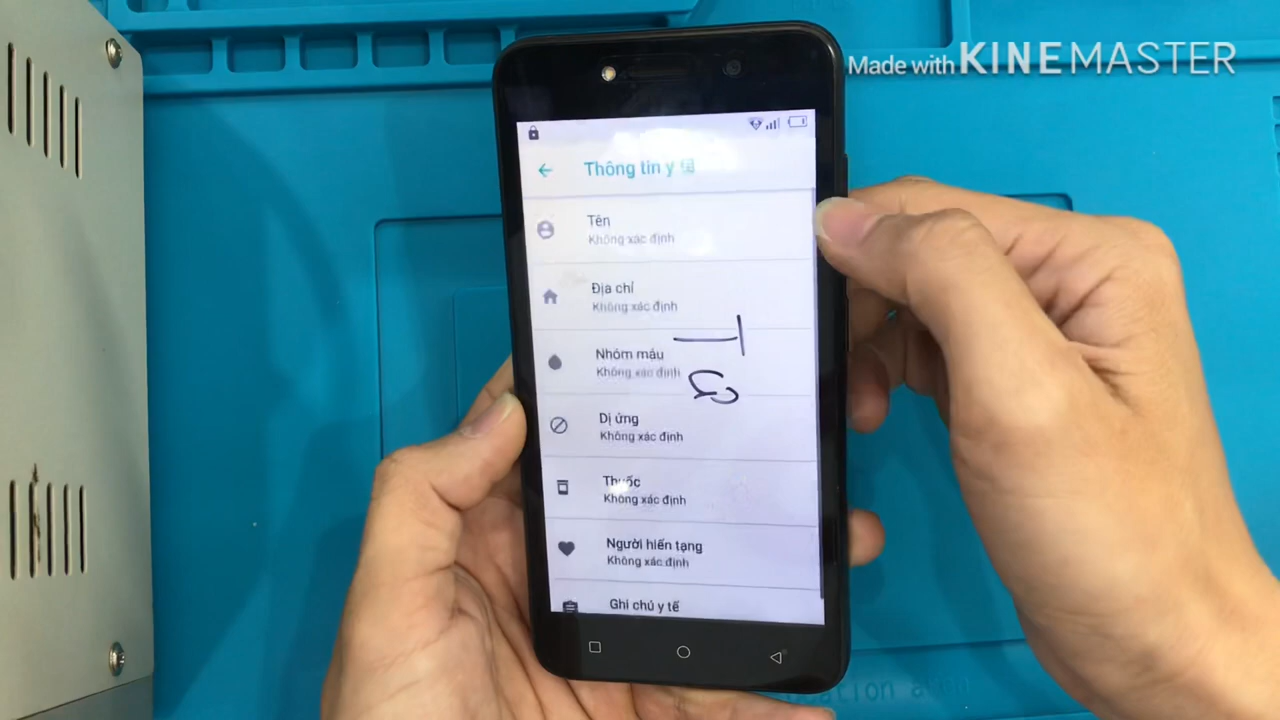 Made with KINEMASTER
Thông tin y tế
Tên
Không xác định
Địa chỉ
Không xác định
Nhóm máu
Không xác định
Dị ứng
Không xác định
Thuốc
Không xác định
Người hiến tạng
Không xác định
Ghi chú y tế